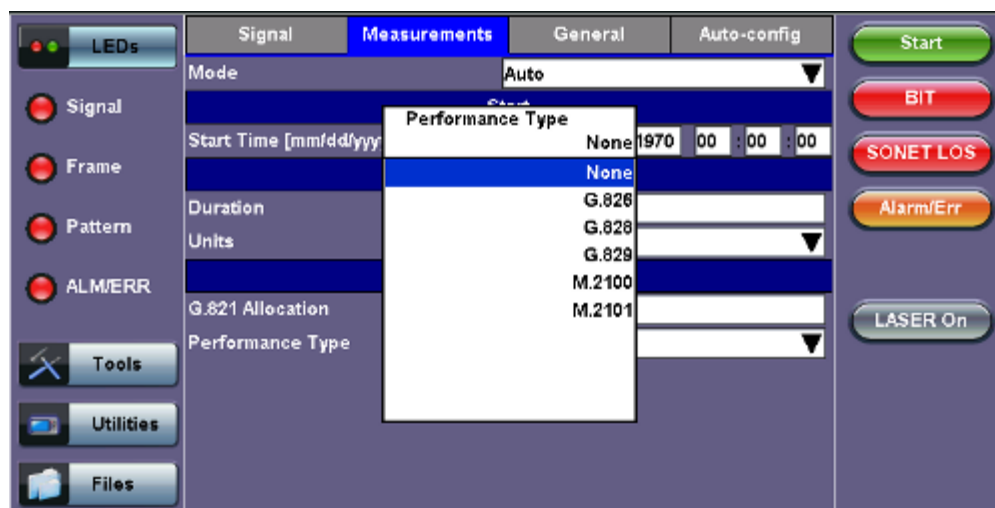 LEDs
Signal
Frame
Pattern
ALM/ERR
Tools
Utilities
Files
Signal Measurements General Auto-config
Mode Auto
Start Time [mm/dd/yyy 1970 00 : 00 : 00
Duration
Units
G.821 Allocation
Performance Type
Performance Type
None
None
G.826
G.828
G.829
M.2100
M.2101
Start
BIT
SONET LOS
Alarm/Err
LASER On